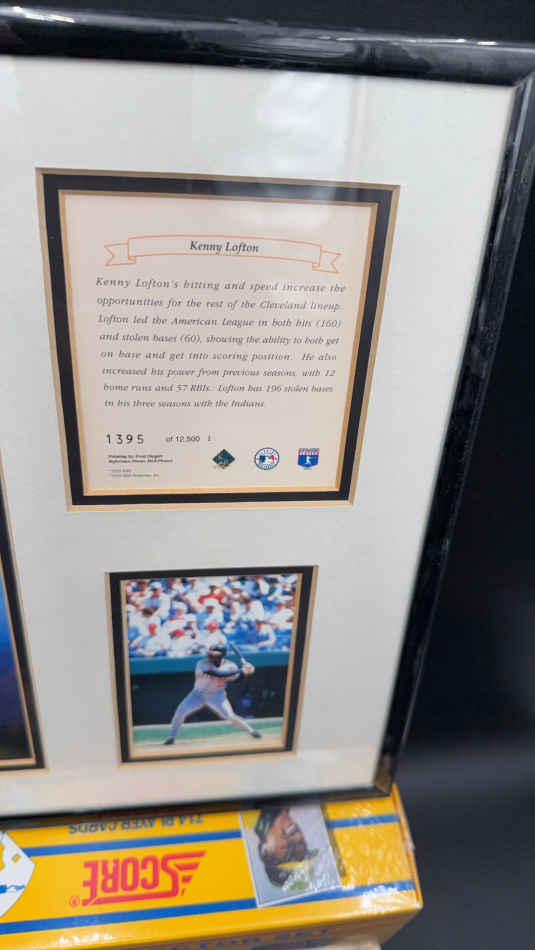 Kenny Lofton
Kenny Lofton's hitting and speed increase the
opportunities for the rest of the Cleveland lineup.
Lofton led the American League in both hits (160)
and stolen bases (60), showing the ability to both get
on base and get into scoring position. He also
increased his power from previous seasons, with 12
home runs and 57 RBIs. Lofton has 196 stolen bases
in his three seasons with the Indians.
1395 of 12,500
714 PLAYER CARDS
SCORE®